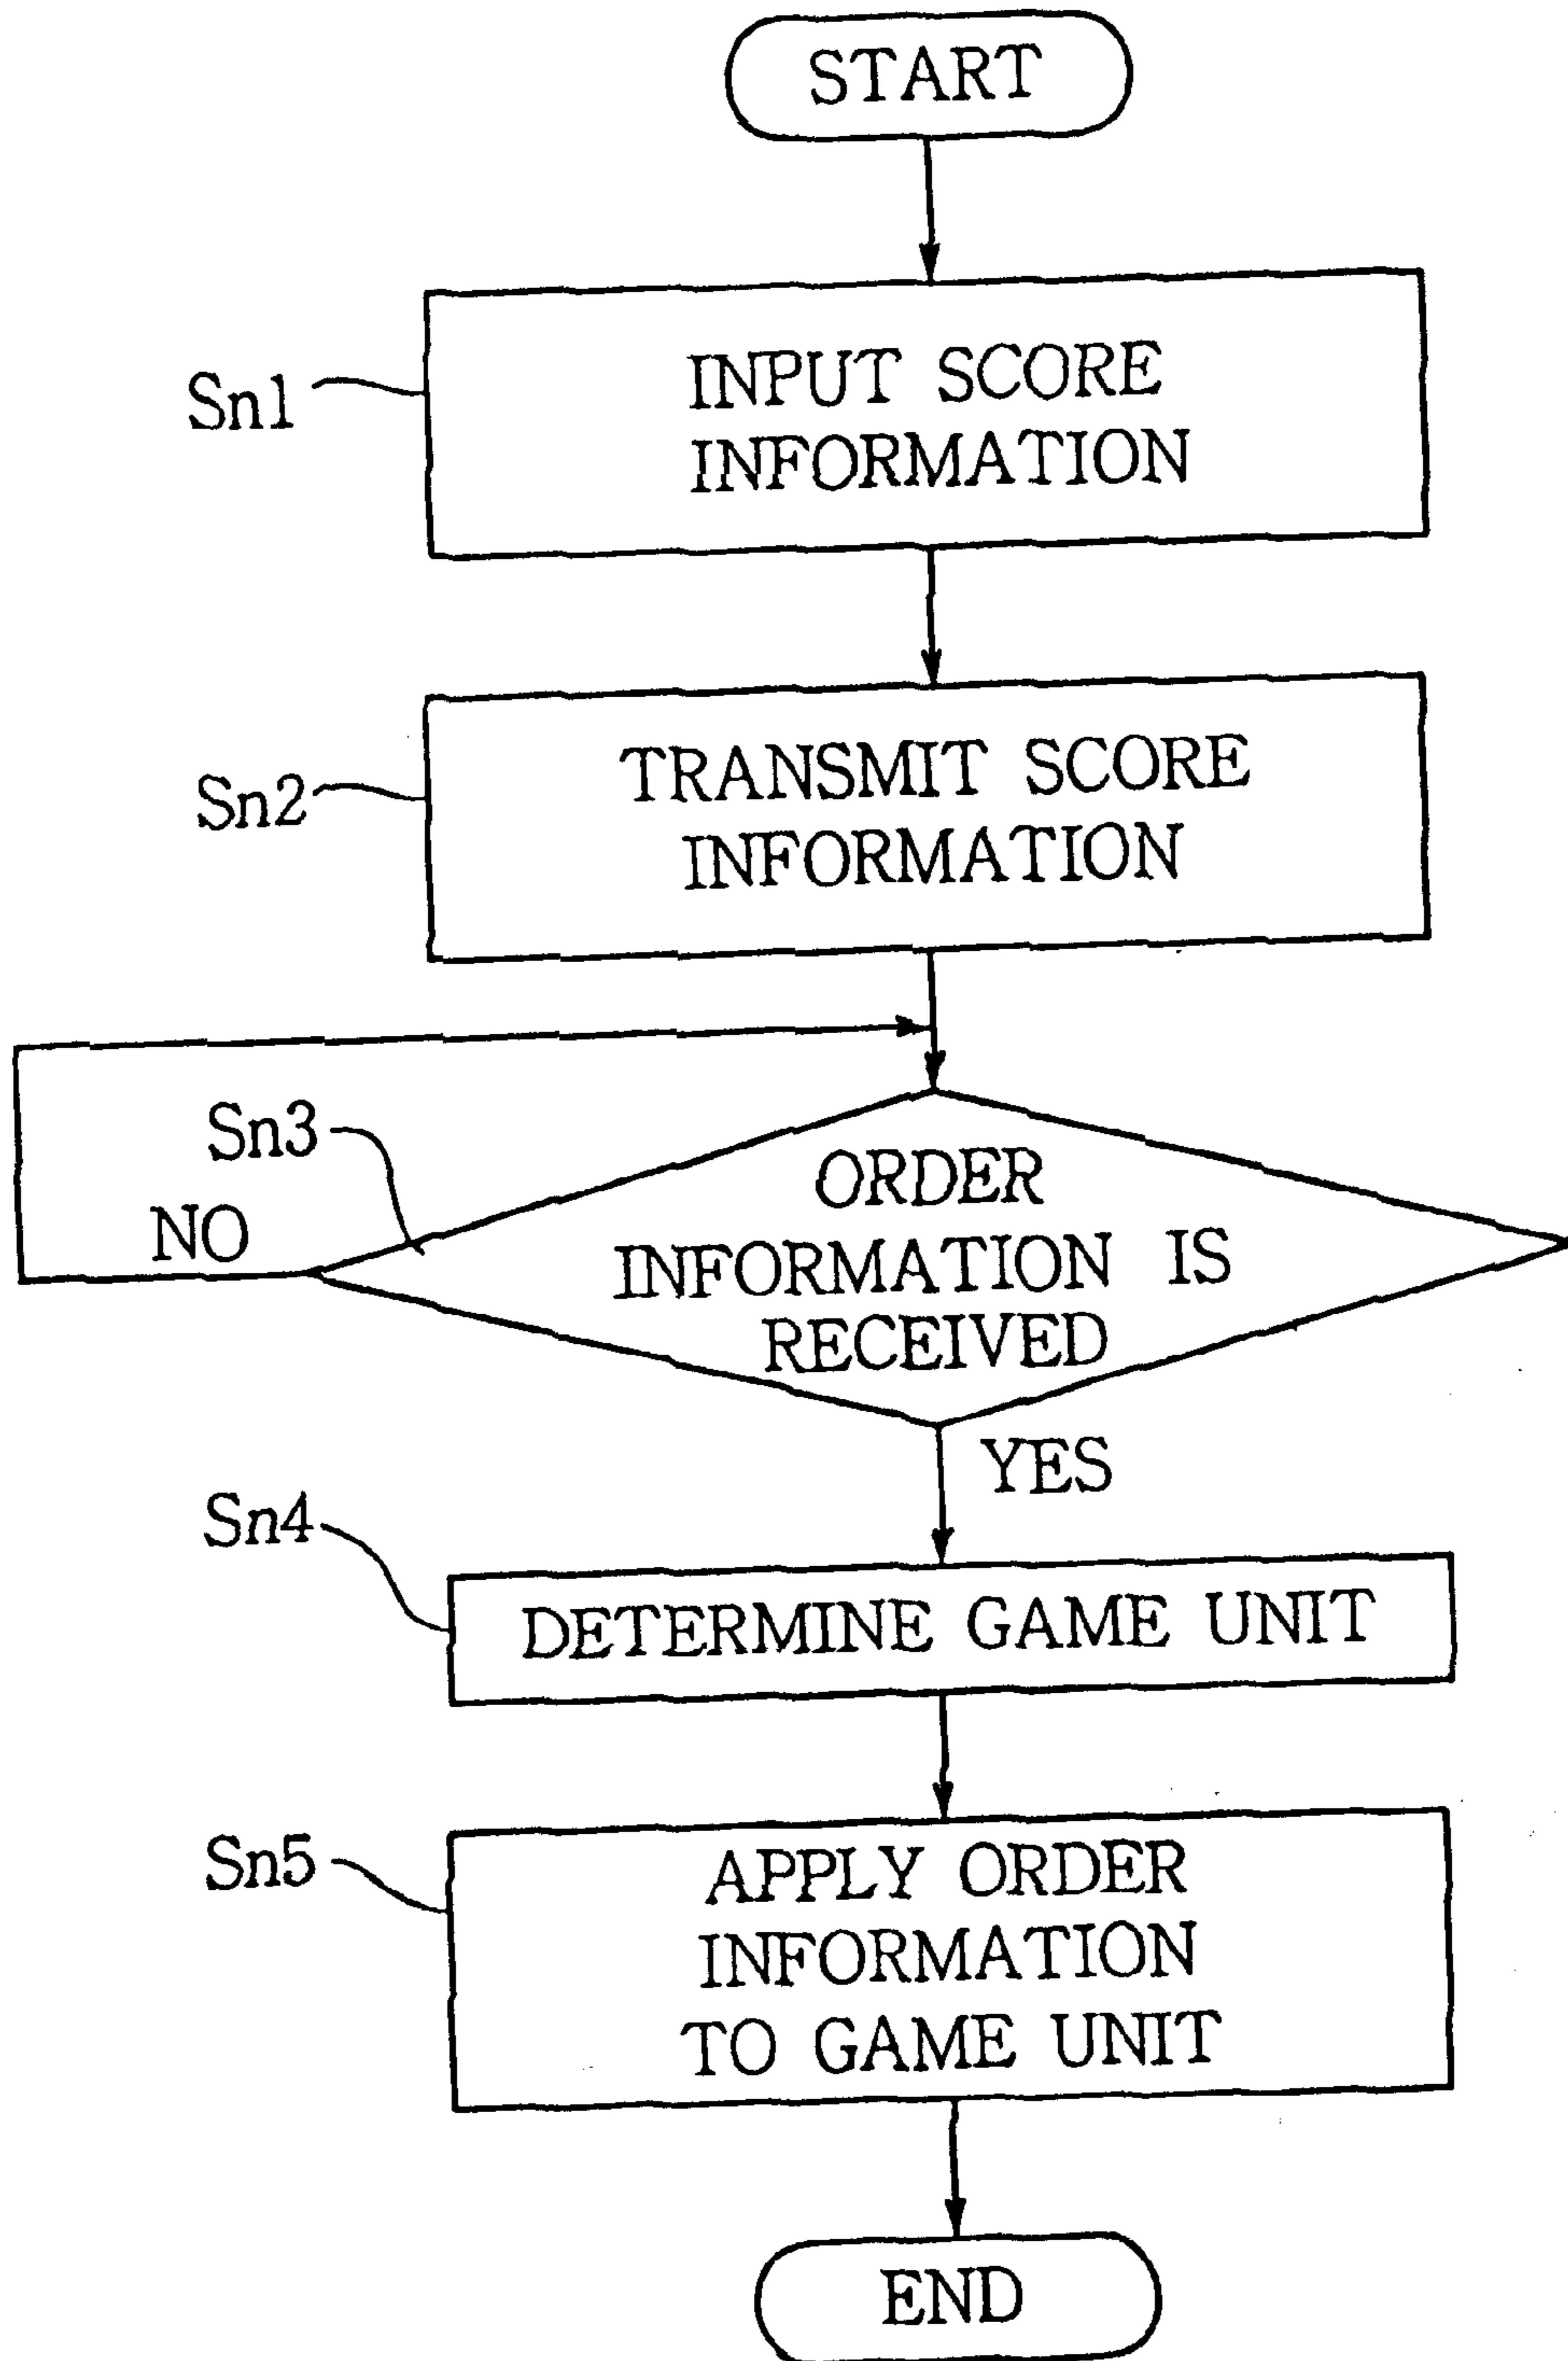 START
Sn1
INPUT SCORE
INFORMATION
Sn2
TRANSMIT SCORE
INFORMATION
Sn3
NO
ORDER
INFORMATION IS
RECEIVED
YES
Sn4
DETERMINE GAME UNIT
Sn5
APPLY ORDER
INFORMATION
TO GAME UNIT
END